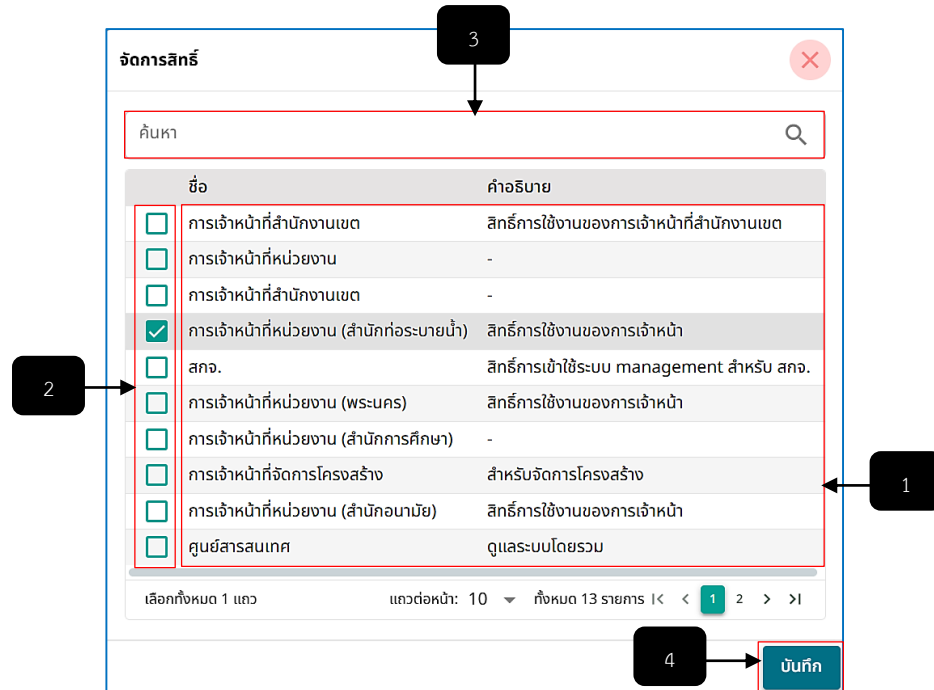 3
จัดการสิทธิ์
ค้นหา
ชื่อ คำอธิบาย
การเจ้าหน้าที่สำนักงานเขต สิทธิ์การใช้งานของการเจ้าหน้าที่สำนักงานเขต
การเจ้าหน้าที่หน่วยงาน -
การเจ้าหน้าที่สำนักงานเขต -
การเจ้าหน้าที่หน่วยงาน (สำนักท่อระบายน้ำ) สิทธิ์การใช้งานของการเจ้าหน้า
สกจ. สิทธิ์การเข้าใช้ระบบ management สำหรับ สกจ.
2
การเจ้าหน้าที่หน่วยงาน (พระนคร) สิทธิ์การใช้งานของการเจ้าหน้า
การเจ้าหน้าที่หน่วยงาน (สำนักการศึกษา) -
การเจ้าหน้าที่จัดการโครงสร้าง สำหรับจัดการโครงสร้าง
1
การเจ้าหน้าที่หน่วยงาน (สำนักอนามัย) สิทธิ์การใช้งานของการเจ้าหน้า
ศูนย์สารสนเทศ ดูแลระบบโดยรวม
เลือกทั้งหมด 1 แถว แถวต่อหน้า: 10 ทั้งหมด 13 รายการ 1 2
4
บันทึก